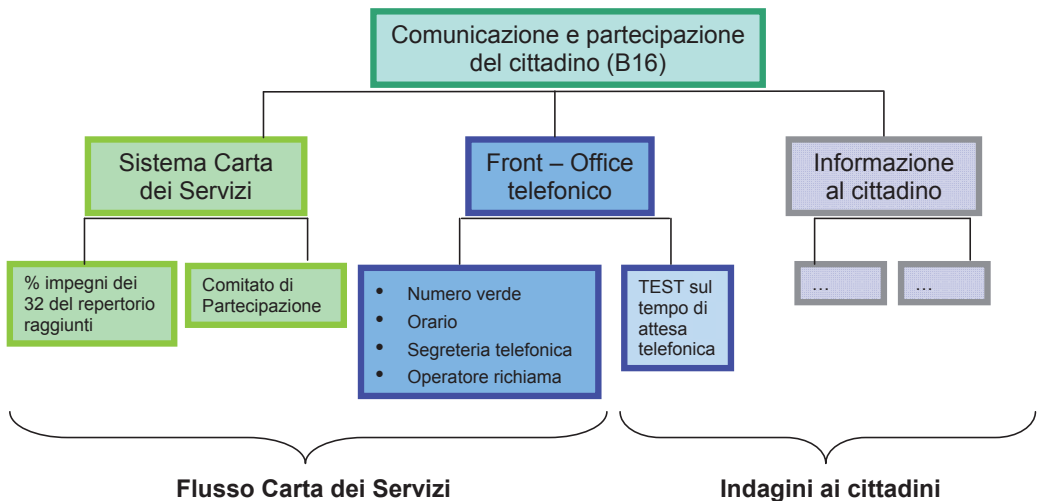 Comunicazione e partecipazione
del cittadino (B16)
Sistema Carta
dei Servizi
Front – Office
telefonico
Informazione
al cittadino
% impegni dei
32 del repertorio
raggiunti
Comitato di
Partecipazione
• Numero verde
• Orario
• Segreteria telefonica
• Operatore richiama
TEST sul
tempo di
attesa
telefonica
…
…
Flusso Carta dei Servizi
Indagini ai cittadini